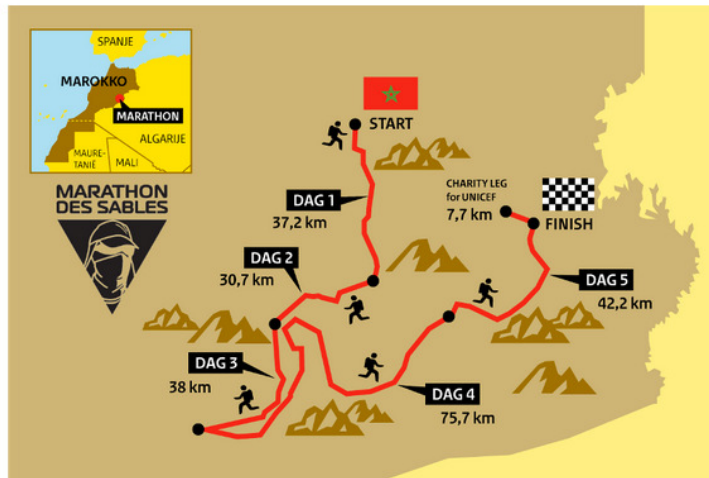 SPANJE
MAROKKO
MARATHON
ALGARIJE
MAURE-
TANIË
MALI
MARATHON
DES SABLES
START
DAG 1
37,2 km
DAG 2
30,7 km
DAG 3
38 km
DAG 4
75,7 km
DAG 5
42,2 km
CHARITY LEG
for UNICEF
7,7 km
FINISH